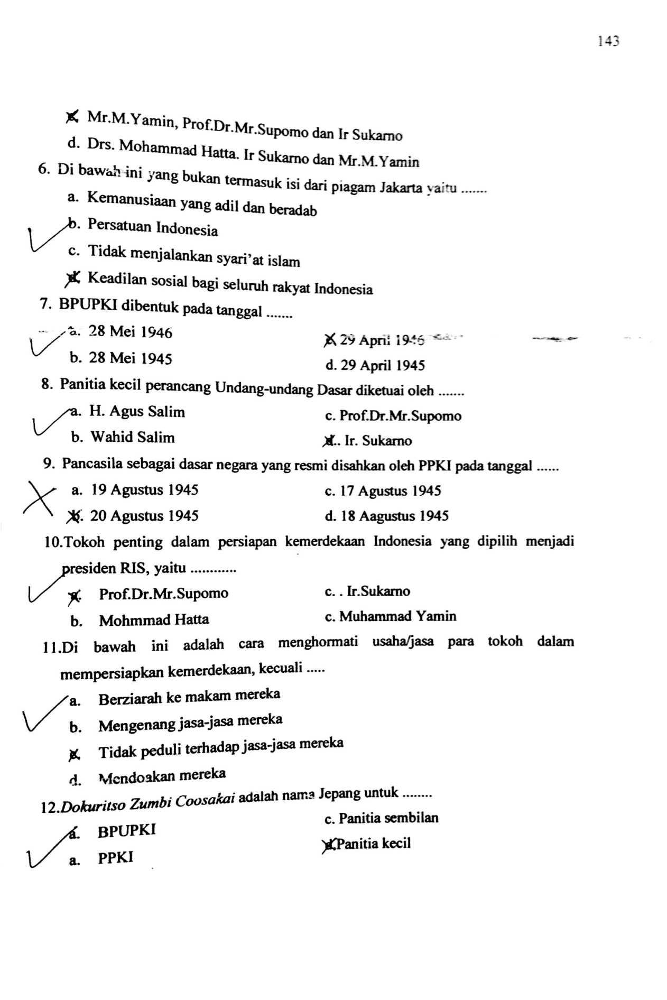 143
c. Mr.M.Yamin, Prof.Dr.Mr.Supomo dan Ir Sukarno
d. Drs. Mohammad Hatta. Ir Sukarno dan Mr.M.Yamin
6. Di bawah ini yang bukan termasuk isi dari piagam Jakarta yaitu .......
a. Kemanusiaan yang adil dan beradab
b. Persatuan Indonesia
c. Tidak menjalankan syari'at islam
d. Keadilan sosial bagi seluruh rakyat Indonesia
7. BPUPKI dibentuk pada tanggal .......
a. 28 Mei 1946 29 April 1946
b. 28 Mei 1945 d. 29 April 1945
8. Panitia kecil perancang Undang-undang Dasar diketuai oleh .......
a. H. Agus Salim c. Prof.Dr.Mr.Supomo
b. Wahid Salim d.. Ir. Sukarno
9. Pancasila sebagai dasar negara yang resmi disahkan oleh PPKI pada tanggal ......
a. 19 Agustus 1945 c. 17 Agustus 1945
b. 20 Agustus 1945 d. 18 Aagustus 1945
10.Tokoh penting dalam persiapan kemerdekaan Indonesia yang dipilih menjadi
presiden RIS, yaitu ............
a. Prof.Dr.Mr.Supomo c. . Ir.Sukarno
b. Mohmmad Hatta c. Muhammad Yamin
11.Di bawah ini adalah cara menghormati usaha/jasa para tokoh dalam
mempersiapkan kemerdekaan, kecuali .....
a. Berziarah ke makam mereka
b. Mengenang jasa-jasa mereka
c. Tidak peduli terhadap jasa-jasa mereka
d. Mendoakan mereka
12.Dokuritso Zumbi Coosakai adalah nama Jepang untuk ........
a. BPUPKI c. Panitia sembilan
a. PPKI d.Panitia kecil